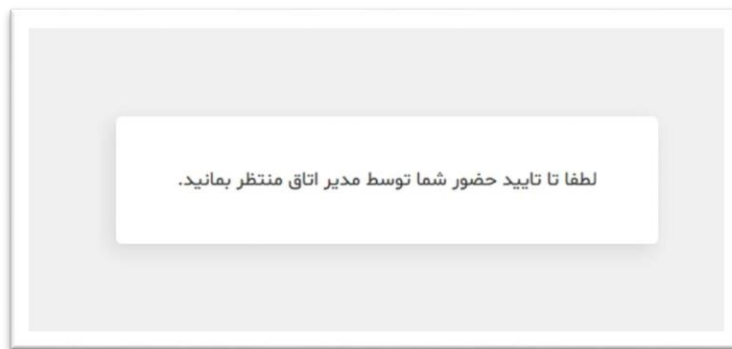 لطفا تا تایید حضور شما توسط مدیر اتاق منتظر بمانید.